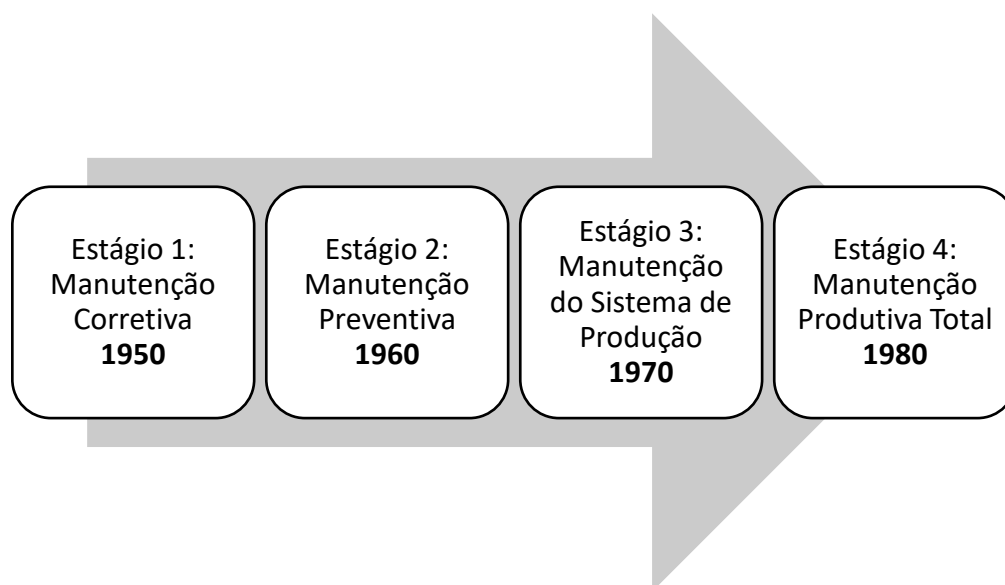 Estágio 1:
Manutenção
Corretiva
1950
Estágio 2:
Manutenção
Preventiva
1960
Estágio 3:
Manutenção
do Sistema de
Produção
1970
Estágio 4:
Manutenção
Produtiva Total
1980